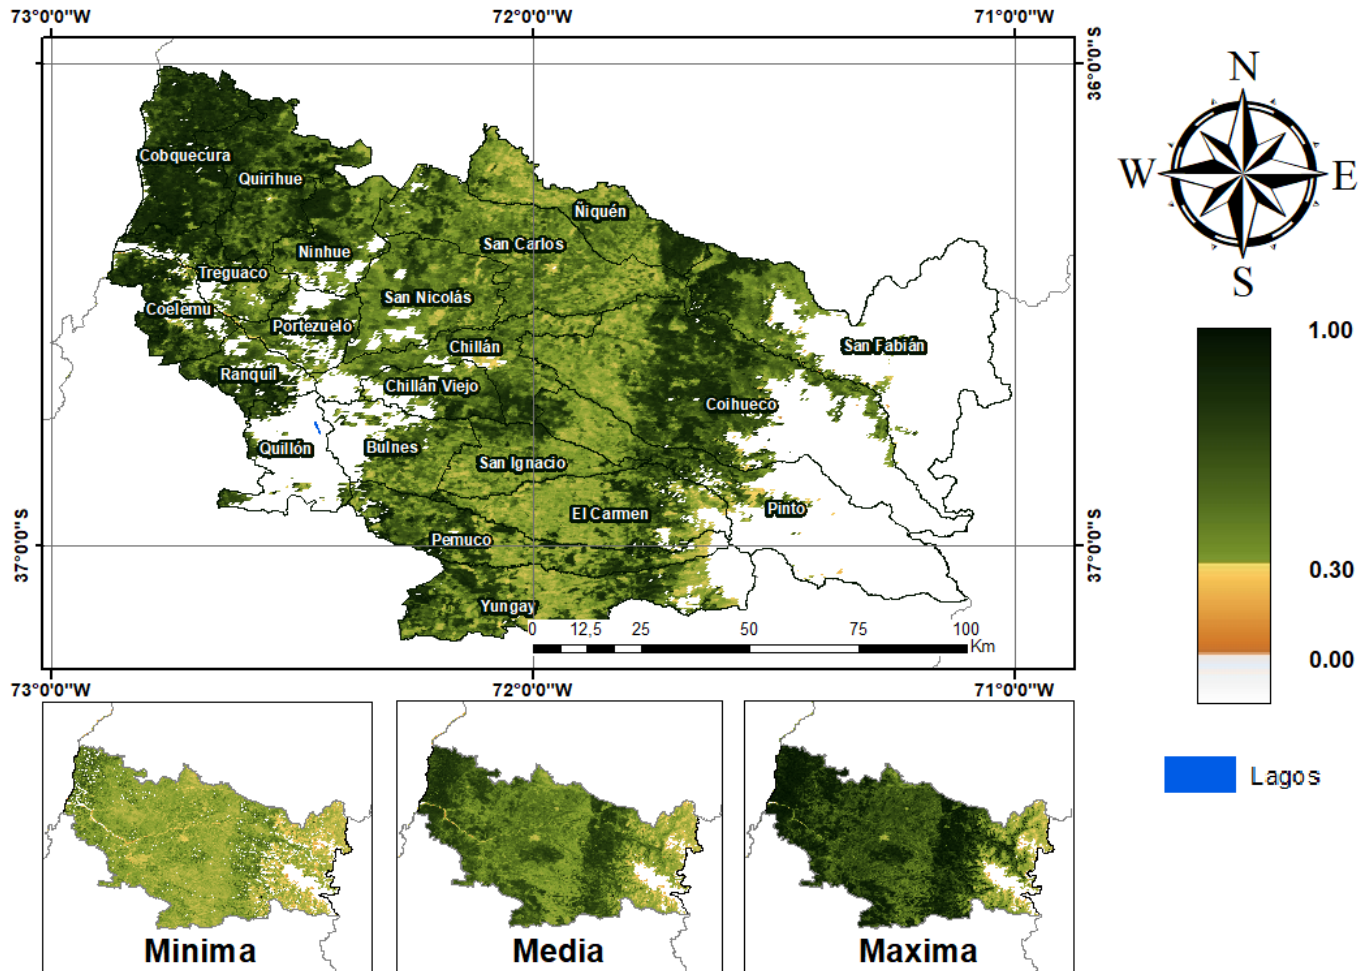 73°0'0"W
72°0'0"W
71°0'0"W
36°0'0"S
N
W
E
S
Cobquecura
Quirihue
Ñiquén
Ninhue
San Carlos
Treguaco
San Nicolás
Coelemu
Portezuelo
Chillán
San Fabián
Ranquil
Chillán Viejo
Coihueco
Quillón
Bulnes
San Ignacio
El Carmen
Pinto
Pemuco
Yungay
37°0'0"S
37°0'0"S
0 12,5 25 50 75 100
Km
73°0'0"W
72°0'0"W
71°0'0"W
1.00
0.30
0.00
Lagos
Minima
Media
Maxima